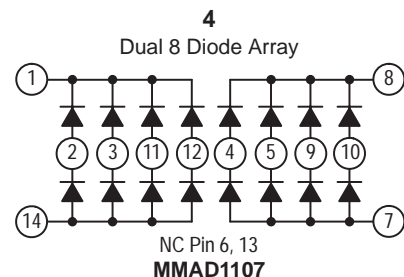 4
Dual 8 Diode Array
1 8
2 3 11 12 4 5 9 10
14 7
NC Pin 6, 13
MMAD1107